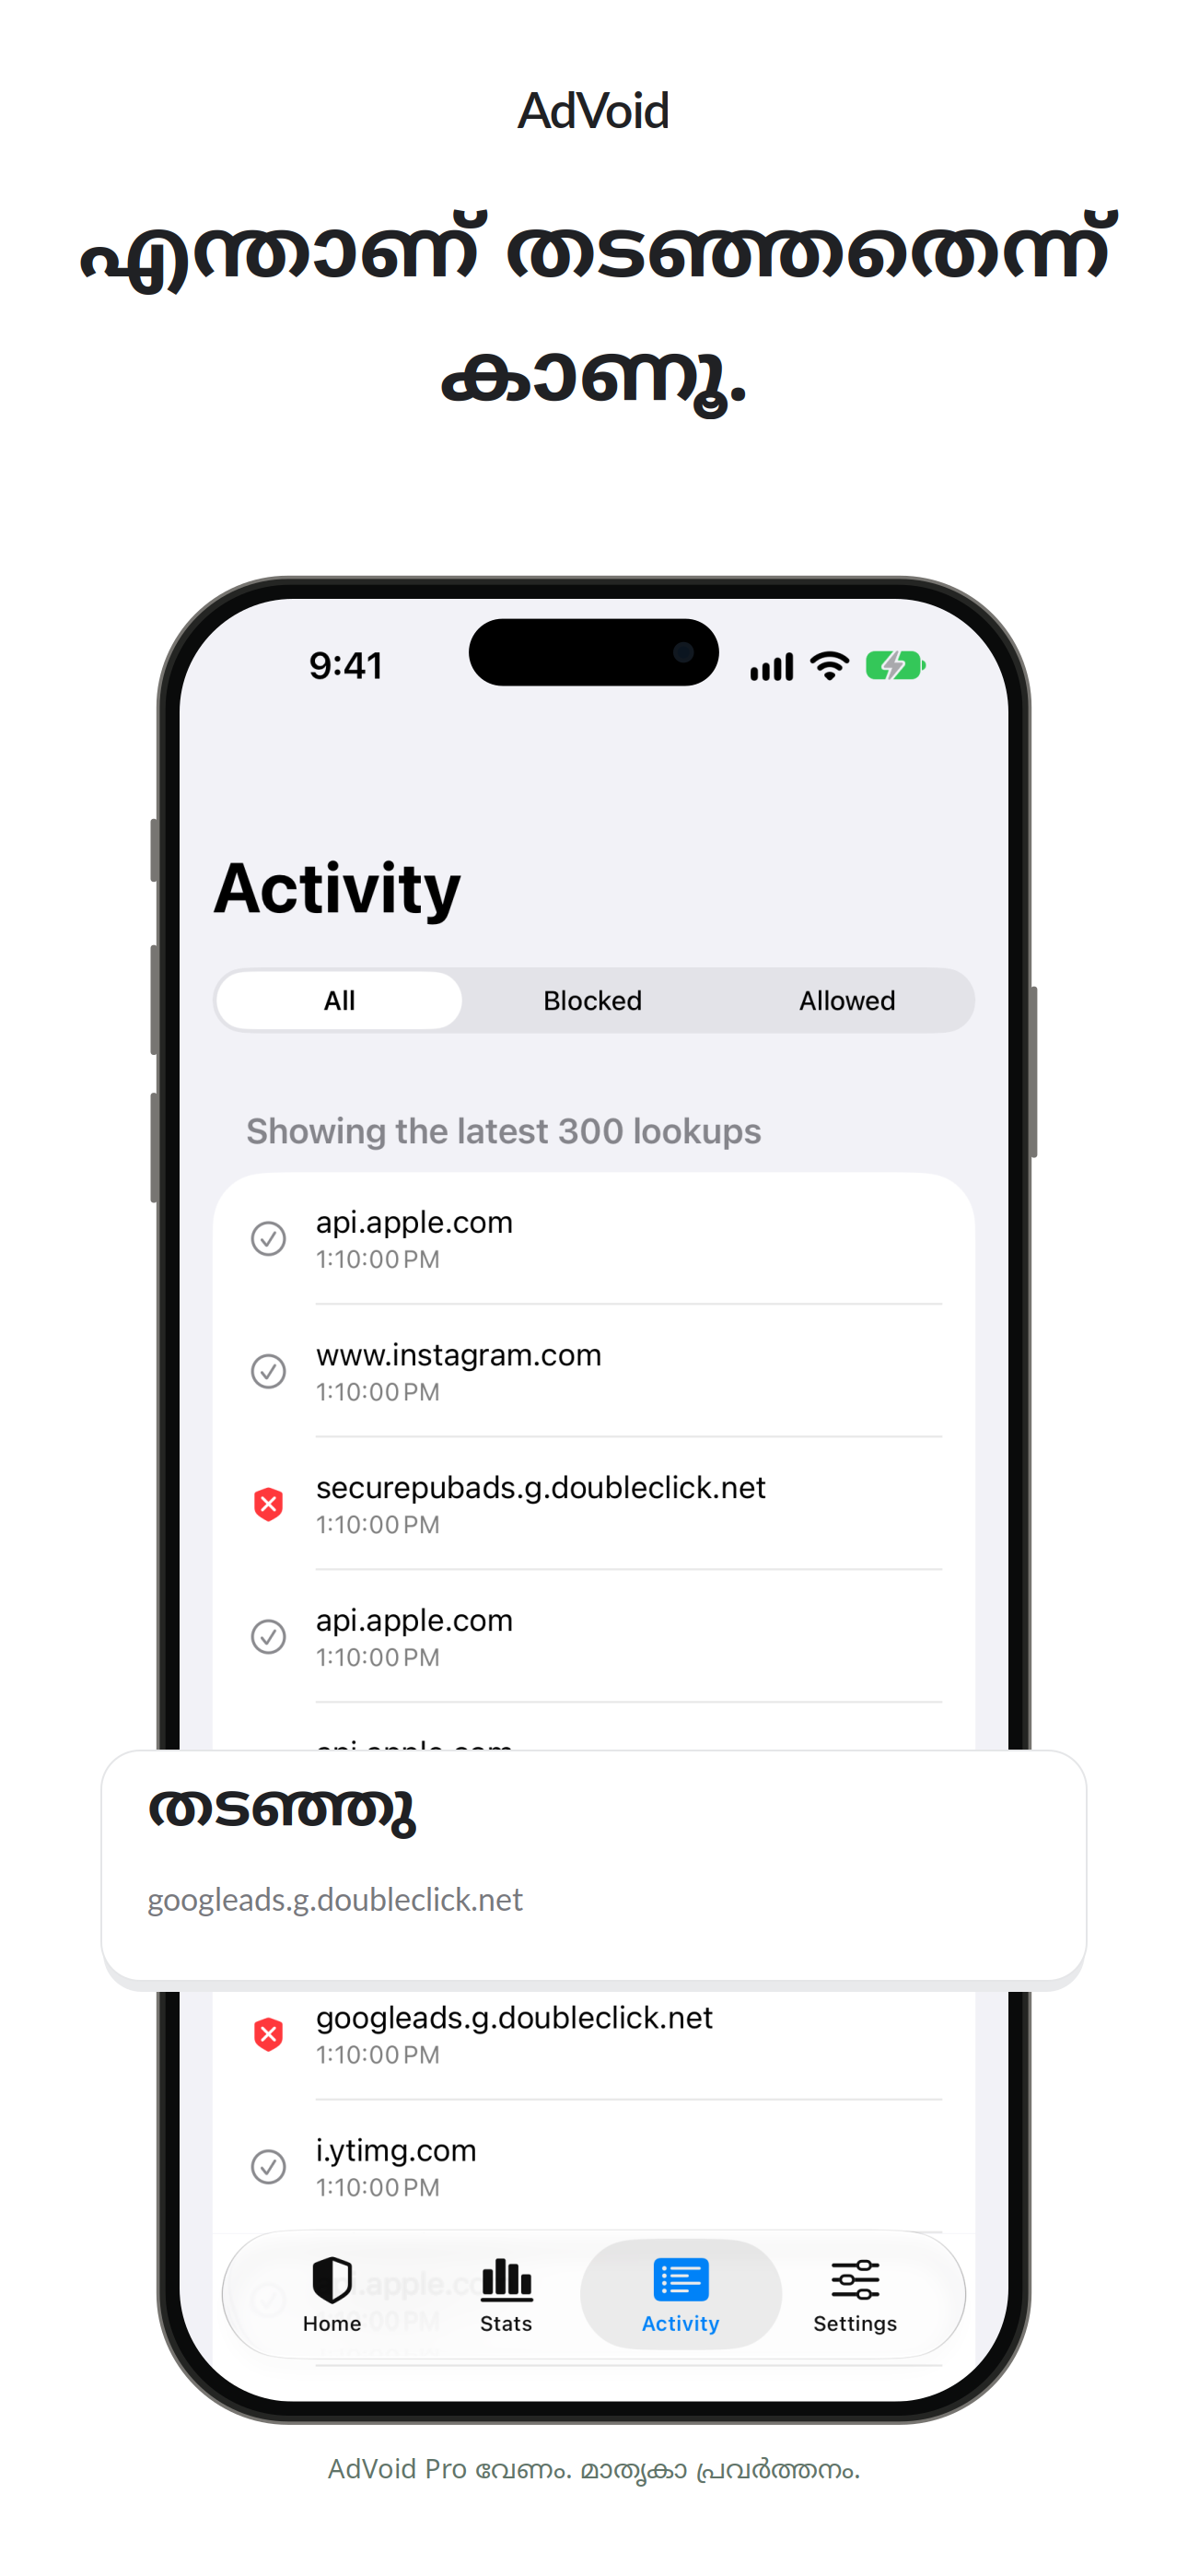 AdVoid
എന്താണ് തടഞ്ഞതെന്ന്
കാണൂ.
9:41
Activity
All Blocked Allowed
Showing the latest 300 lookups
api.apple.com
1:10:00 PM
www.instagram.com
1:10:00 PM
securepubads.g.doubleclick.net
1:10:00 PM
api.apple.com
1:10:00 PM
api.apple.com
തടഞ്ഞു
googleads.g.doubleclick.net
googleads.g.doubleclick.net
1:10:00 PM
i.ytimg.com
1:10:00 PM
Home Stats Activity Settings
AdVoid Pro വേണം. മാതൃകാ പ്രവർത്തനം.